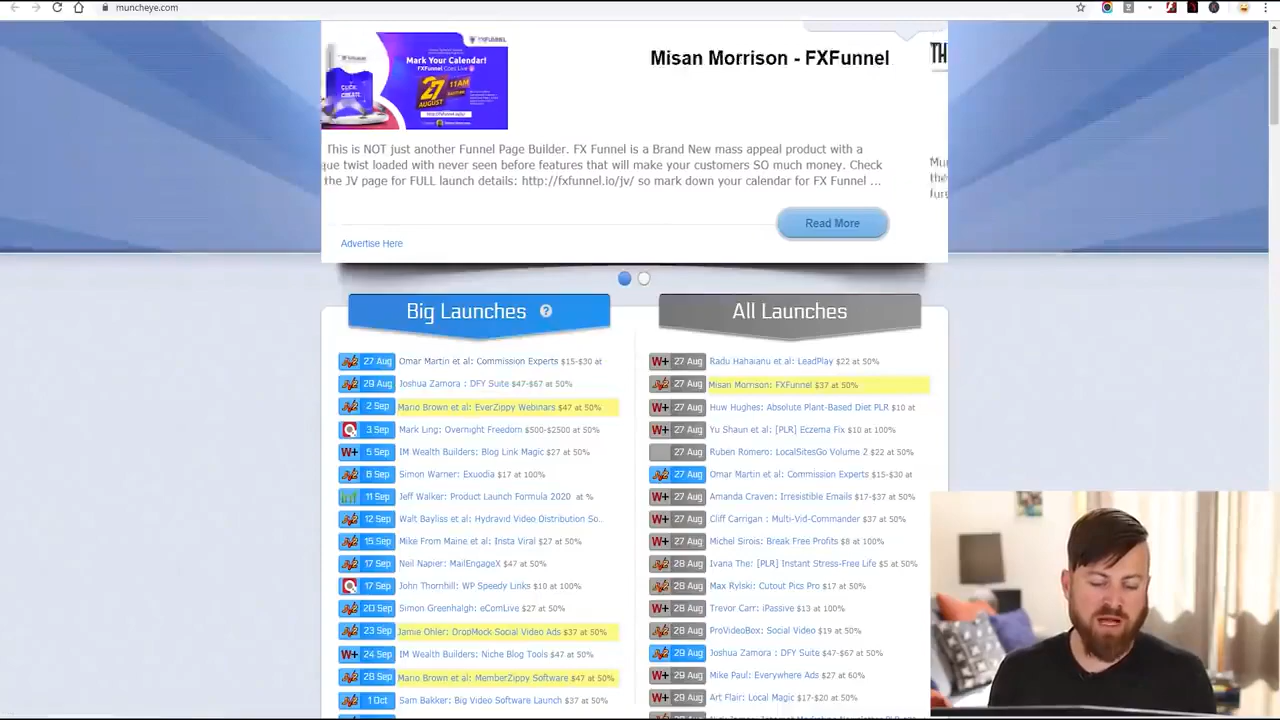 muncheye.com
Mark Your Calendar!
FXFunnel Goes Live
27
11AM
AUGUST
CLICK.
CREATE.
Misan Morrison - FXFunnel
TH
This is NOT just another Funnel Page Builder. FX Funnel is a Brand New mass appeal product with a
que twist loaded with never seen before features that will make your customers SO much money. Check
the JV page for FULL launch details: http://fxfunnel.io/jv/ so mark down your calendar for FX Funnel ...
Read More
Advertise Here
Big Launches ?
27 Aug Omar Martin et al: Commission Experts $15-$30 at
29 Aug Joshua Zamora : DFY Suite $47-$67 at 50%
2 Sep Mario Brown et al: EverZippy Webinars $47 at 50%
3 Sep Mark Ling: Overnight Freedom $500-$2500 at 50%
W+ 5 Sep IM Wealth Builders: Blog Link Magic $27 at 50%
6 Sep Simon Warner: Exuodia $17 at 100%
11 Sep Jeff Walker: Product Launch Formula 2020 at %
12 Sep Walt Bayliss et al: Hydravid Video Distribution So..
15 Sep Mike From Maine et al: Insta Viral $27 at 50%
17 Sep Neil Napier: MailEngageX $47 at 50%
17 Sep John Thornhill: WP Speedy Links $10 at 100%
20 Sep Simon Greenhalgh: eComLive $27 at 50%
23 Sep Jamie Ohler: DropMock Social Video Ads $37 at 50%
W+ 24 Sep IM Wealth Builders: Niche Blog Tools $47 at 50%
28 Sep Mario Brown et al: MemberZippy Software $47 at 50%
1 Oct Sam Bakker: Big Video Software Launch $37 at 50%
All Launches
W+ 27 Aug Radu Hahaianu et al: LeadPlay $22 at 50%
27 Aug Misan Morrison: FXFunnel $37 at 50%
W+ 27 Aug Huw Hughes: Absolute Plant-Based Diet PLR $10 at
W+ 27 Aug Yu Shaun et al: [PLR] Eczema Fix $10 at 100%
27 Aug Ruben Romero: LocalSitesGo Volume 2 $22 at 50%
27 Aug Omar Martin et al: Commission Experts $15-$30 at
W+ 27 Aug Amanda Craven: Irresistible Emails $17-$37 at 50%
W+ 27 Aug Cliff Carrigan : Multi-Vid-Commander $37 at 50%
W+ 27 Aug Michel Sirois: Break Free Profits $8 at 100%
28 Aug Ivana The: [PLR] Instant Stress-Free Life $5 at 50%
28 Aug Max Rylski: Cutout Pics Pro $17 at 50%
W+ 28 Aug Trevor Carr: iPassive $13 at 100%
28 Aug ProVideoBox: Social Video $19 at 50%
29 Aug Joshua Zamora : DFY Suite $47-$67 at 50%
W+ 29 Aug Mike Paul: Everywhere Ads $27 at 60%
W+ 29 Aug Art Flair: Local Magic $17-$20 at 50%